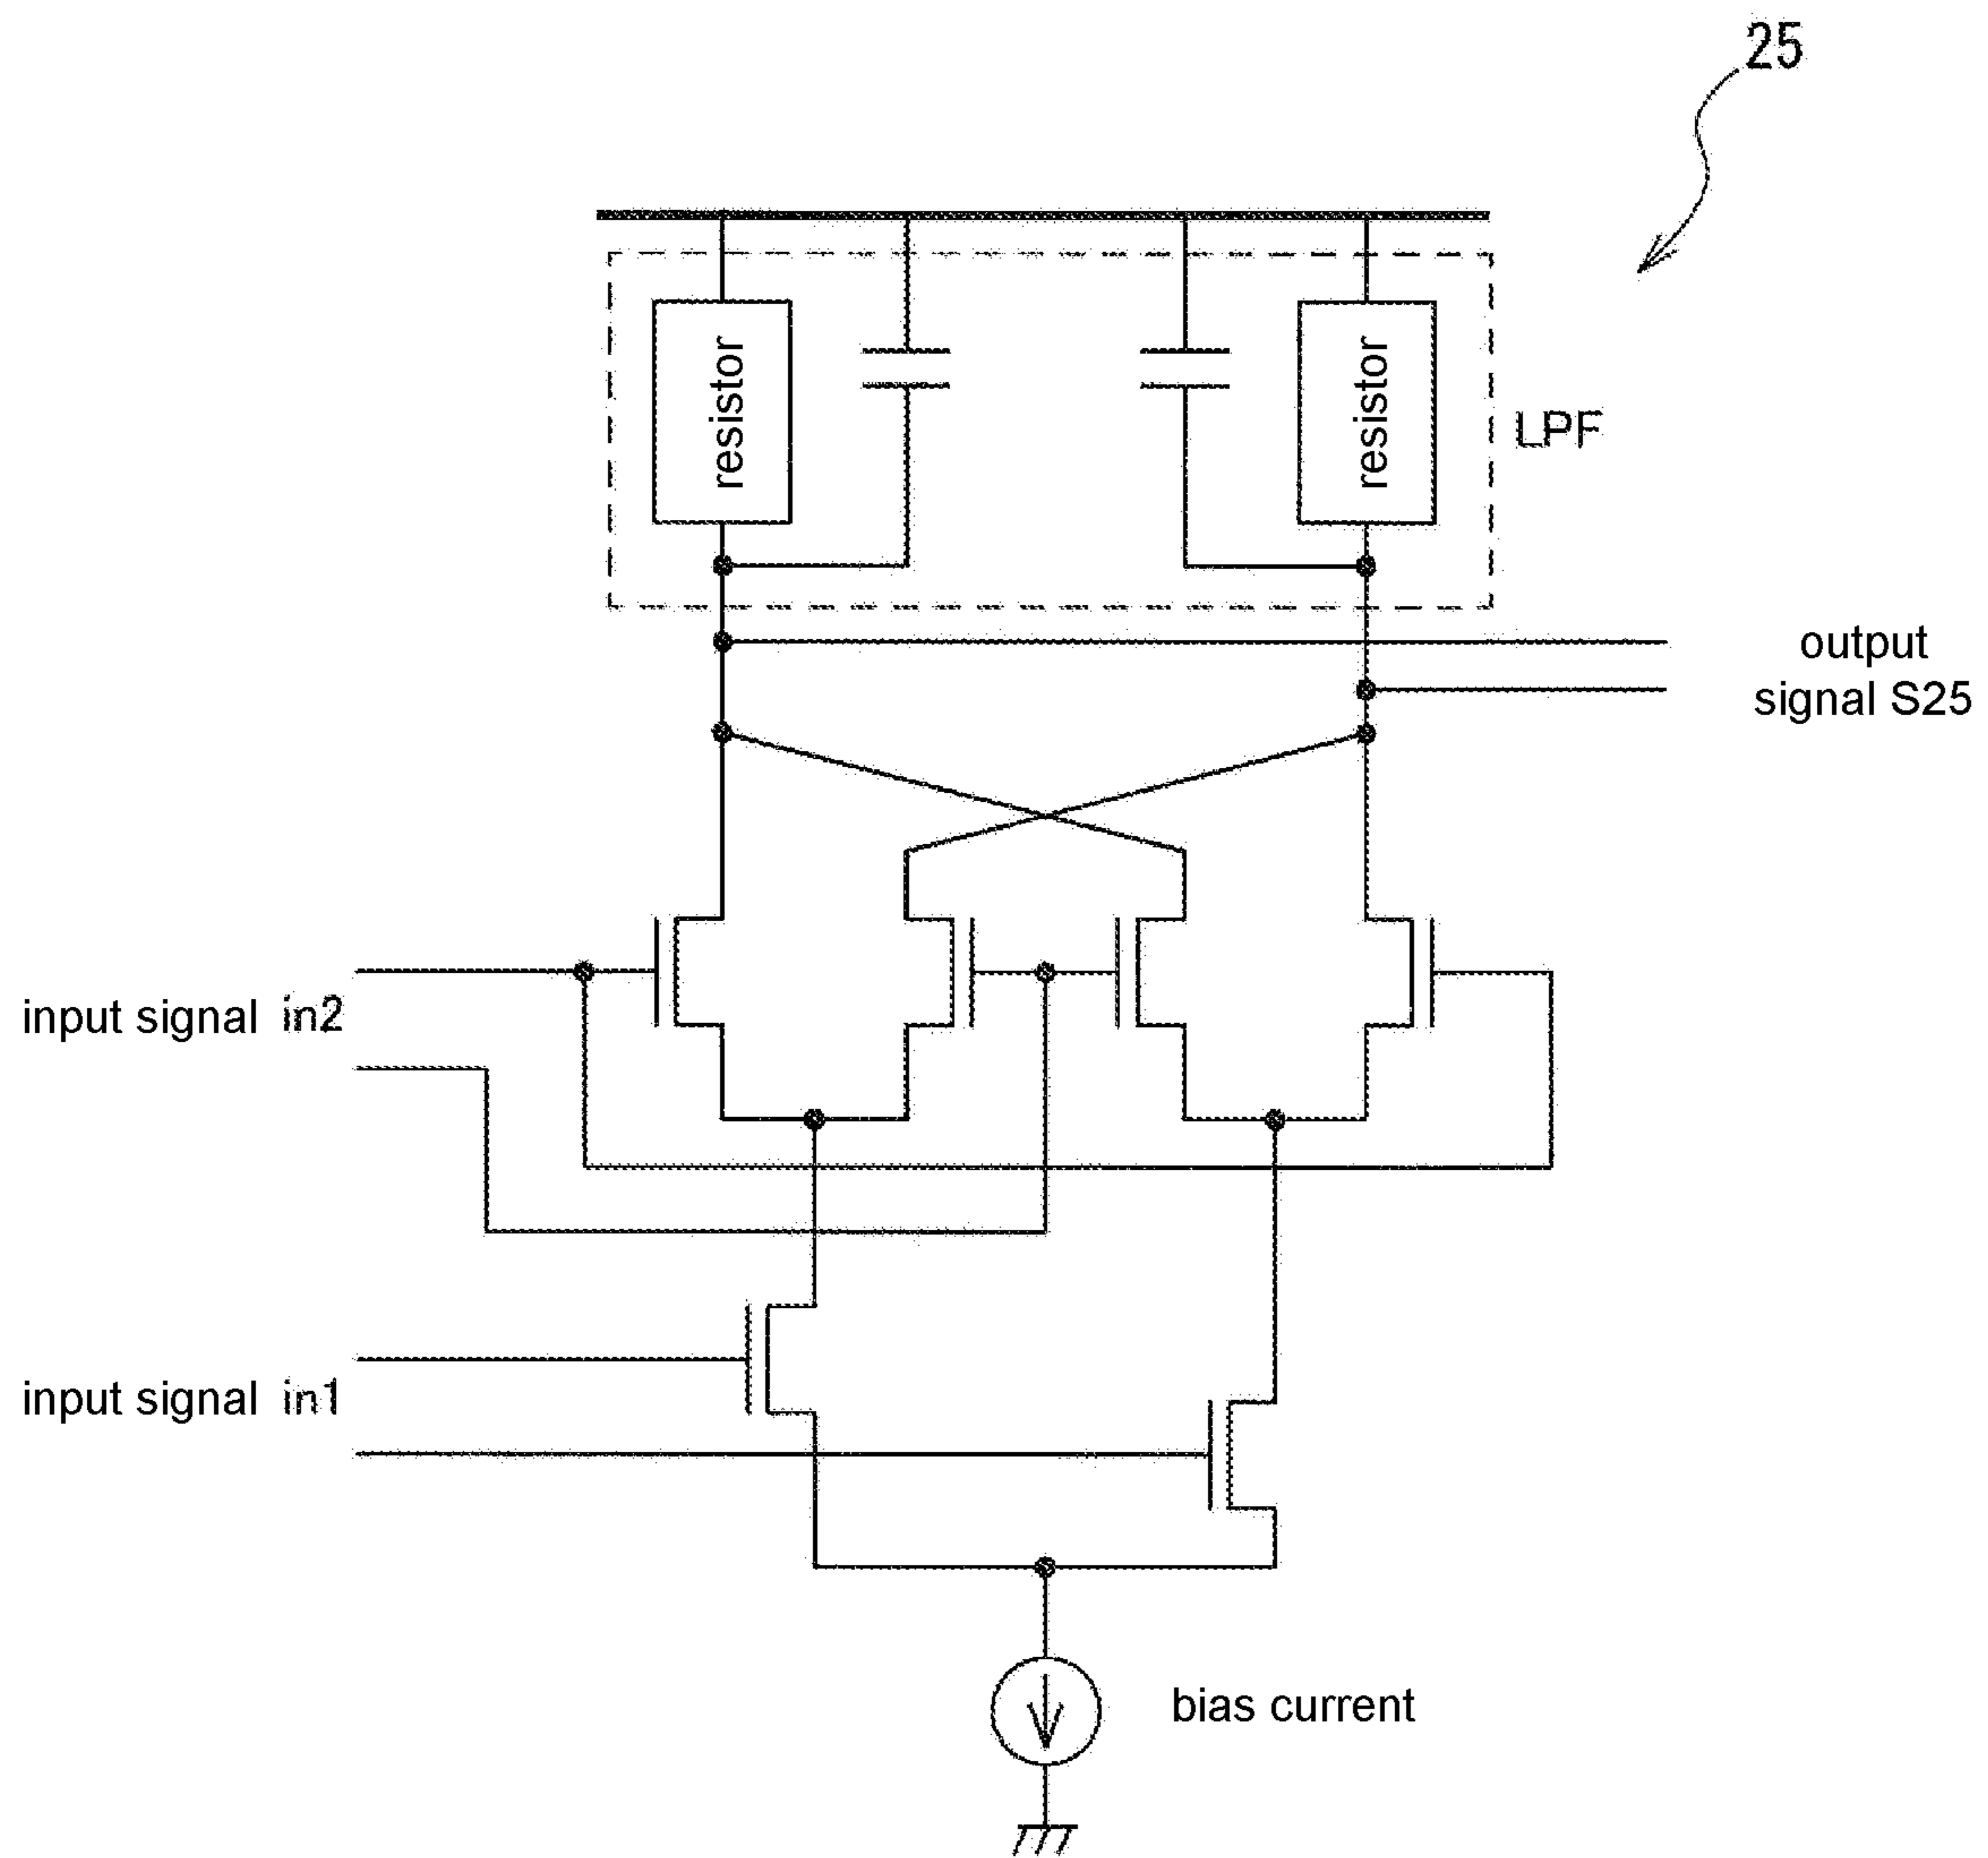 25
resistor
resistor
LPF
output
signal S25
input signal in2
input signal in1
bias current